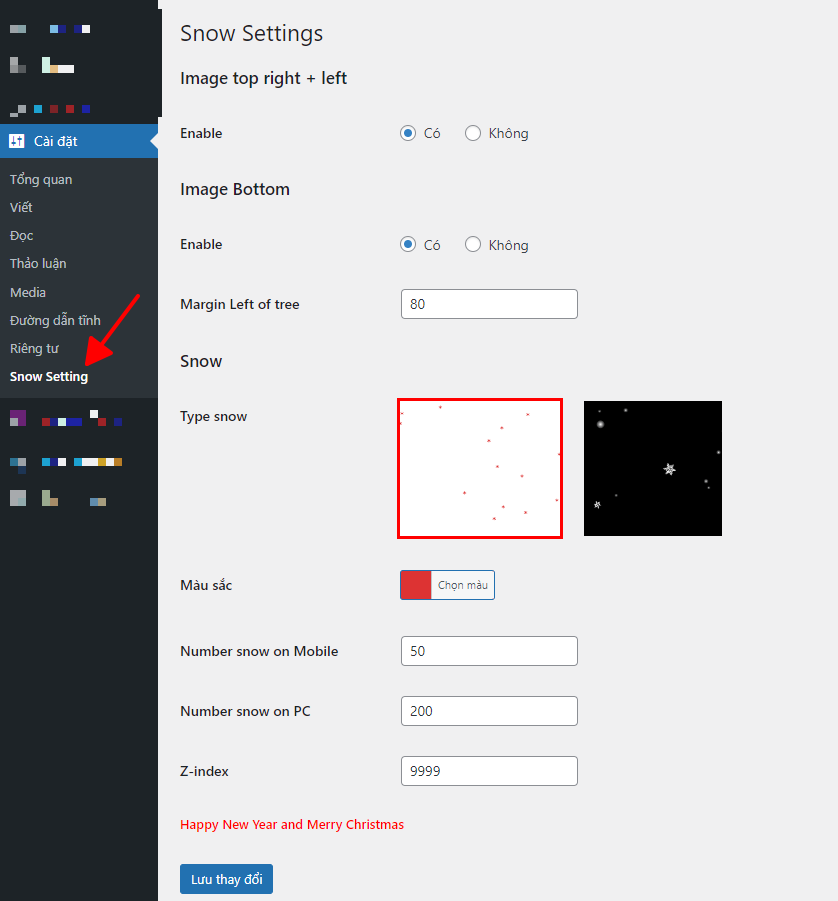 Cài đặt
Tổng quan
Viết
Đọc
Thảo luận
Media
Đường dẫn tĩnh
Riêng tư
Snow Setting
Snow Settings
Image top right + left
Enable Có Không
Image Bottom
Enable Có Không
Margin Left of tree 80
Snow
Type snow
Màu sắc Chọn màu
Number snow on Mobile 50
Number snow on PC 200
Z-index 9999
Happy New Year and Merry Christmas
Lưu thay đổi